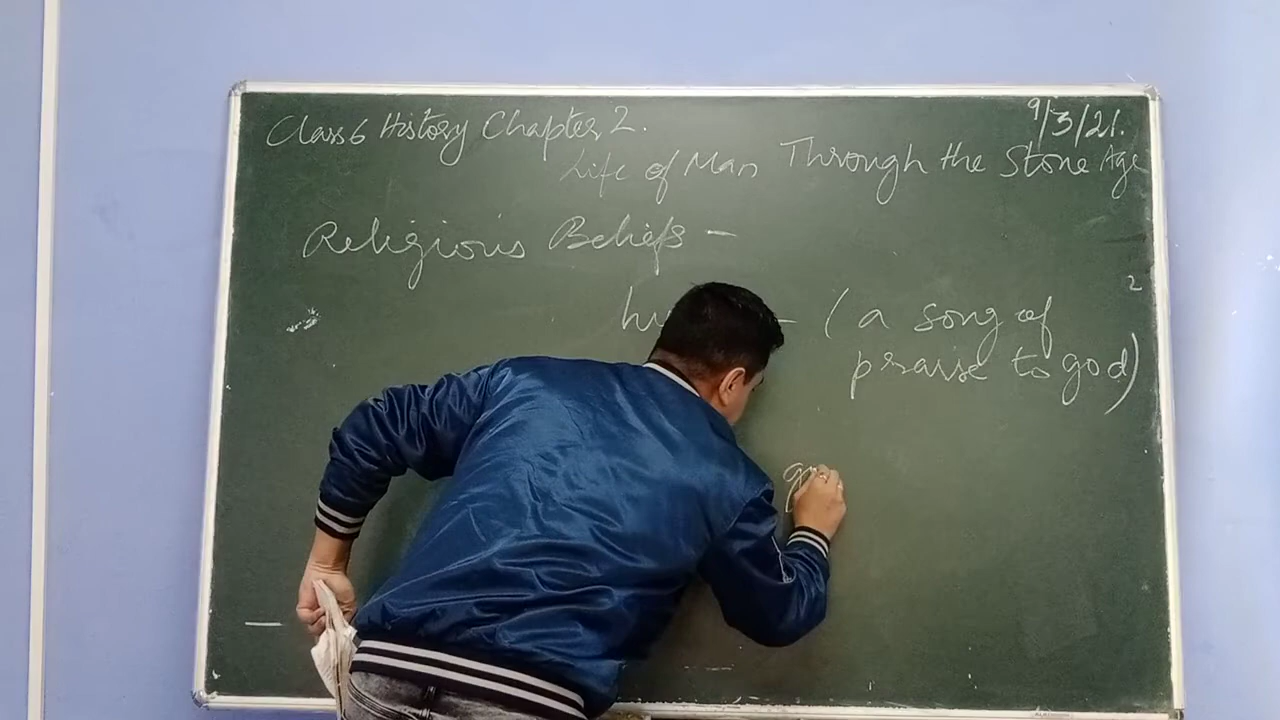 Class 6 History Chapter 2. 9/3/21.
Life of Man Through the Stone Age
Religious Beliefs -
2
- (a song of
praise to god)